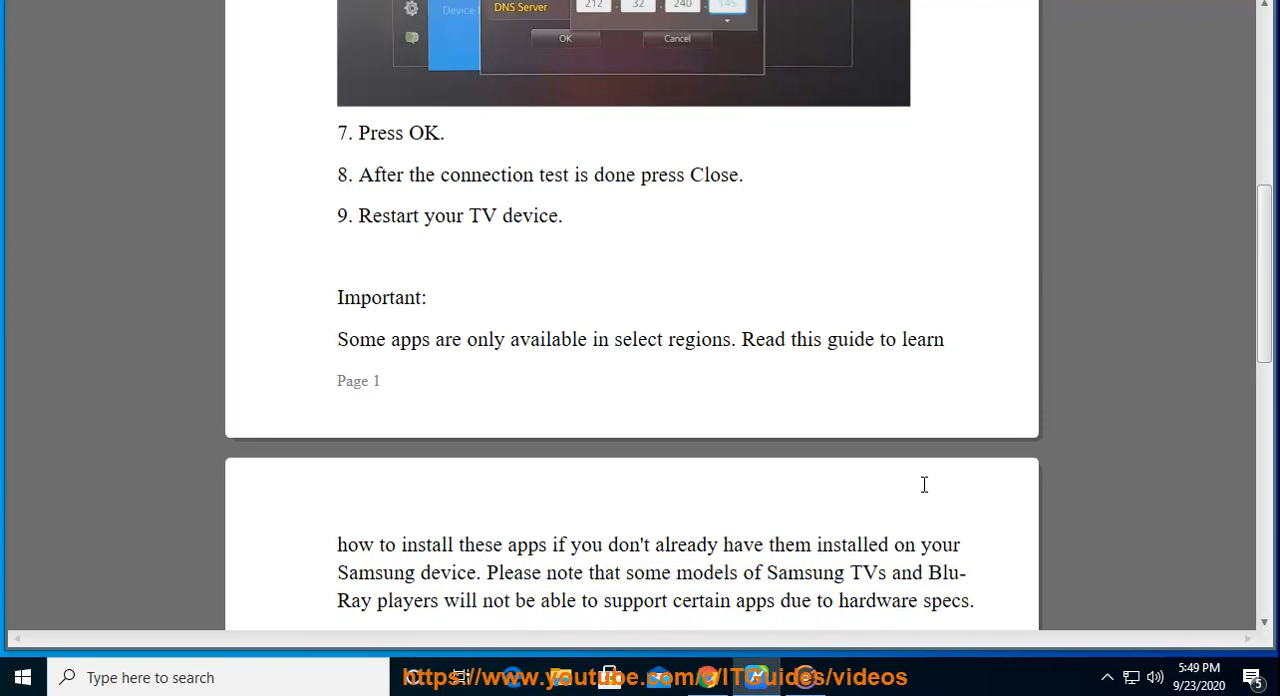 Device
DNS Server
212 . 32 . 240 . 145
OK
Cancel
7. Press OK.
8. After the connection test is done press Close.
9. Restart your TV device.
Important:
Some apps are only available in select regions. Read this guide to learn
Page 1
how to install these apps if you don't already have them installed on your
Samsung device. Please note that some models of Samsung TVs and Blu-
Ray players will not be able to support certain apps due to hardware specs.
Type here to search
Https://www.youtube.com/VITGuides/videos
5:49 PM
9/23/2020
5